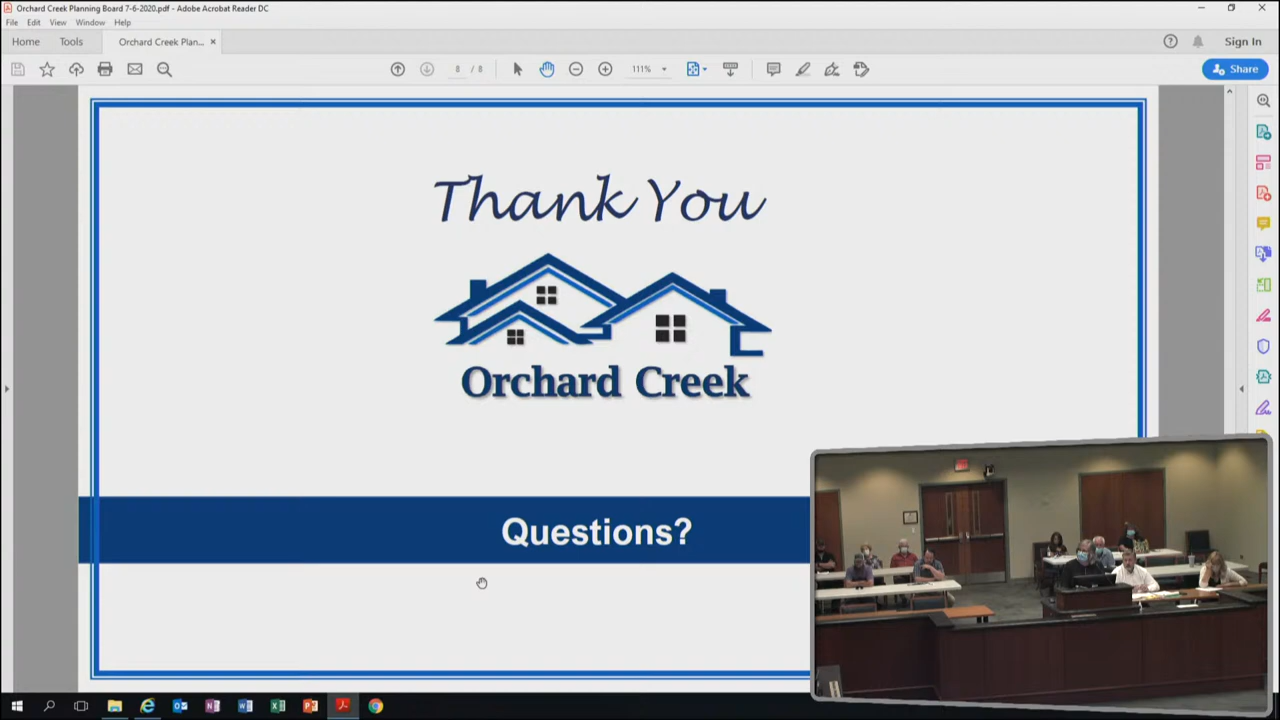 Orchard Creek Planning Board 7-6-2020.pdf - Adobe Acrobat Reader DC
File Edit View Window Help
Home Tools Orchard Creek Plan... × Sign In
8 / 8 111% Share
Thank You
Orchard Creek
Questions?